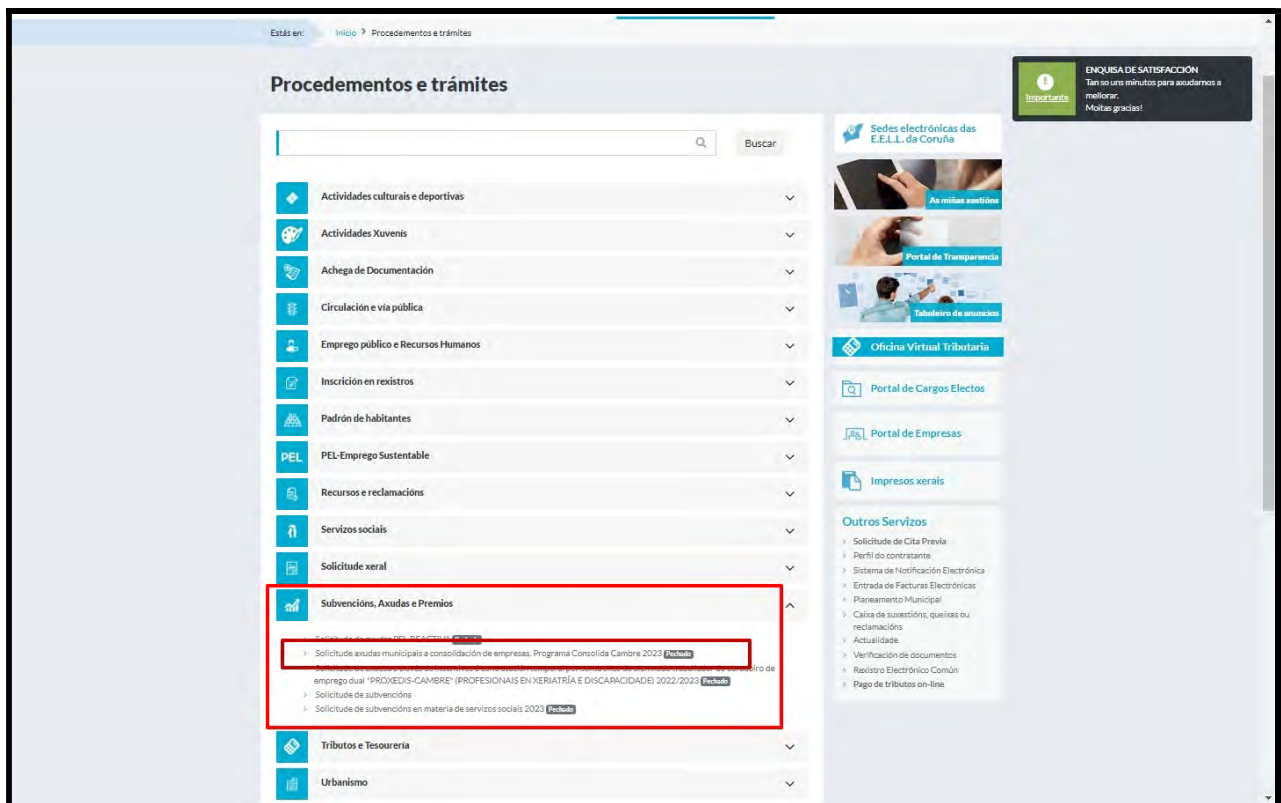 Estás en: Inicio > Procedementos e trámites
Procedementos e trámites
Buscar
Actividades culturais e deportivas
Actividades Xuvenís
Achega de Documentación
Circulación e vía pública
Emprego público e Recursos Humanos
Inscrición en rexistros
Padrón de habitantes
PEL PEL-Emprego Sustentable
Recursos e reclamacións
Servizos sociais
Solicitude xeral
Subvencións, Axudas e Premios
Solicitude axudas municipais a consolidación de empresas. Programa Consolida Cambre 2023 Pechado
emprego dual "PROXEDIS-CAMBRE" (PROFESIONAIS EN XERIATRÍA E DISCAPACIDADE) 2022/2023 Pechado
Solicitude de subvencións
Solicitude de subvencións en materia de servizos sociais 2023 Pechado
Tributos e Tesourería
Urbanismo
Sedes electrónicas das
E.E.L.L. da Coruña
As miñas xestións
Portal de Transparencia
Taboleiro de anuncios
Oficina Virtual Tributaria
Portal de Cargos Electos
Portal de Empresas
Impresos xerais
Outros Servizos
Solicitude de Cita Previa
Perfil do contratante
Sistema de Notificación Electrónica
Entrada de Facturas Electrónicas
Planeamento Municipal
Caixa de suxestións, queixas ou
reclamacións
Actualidade
Verificación de documentos
Rexistro Electrónico Común
Pago de tributos on-line
Importante
ENQUISA DE SATISFACCIÓN
Tan so uns minutos para axudarnos a
mellorar.
Moitas gracias!